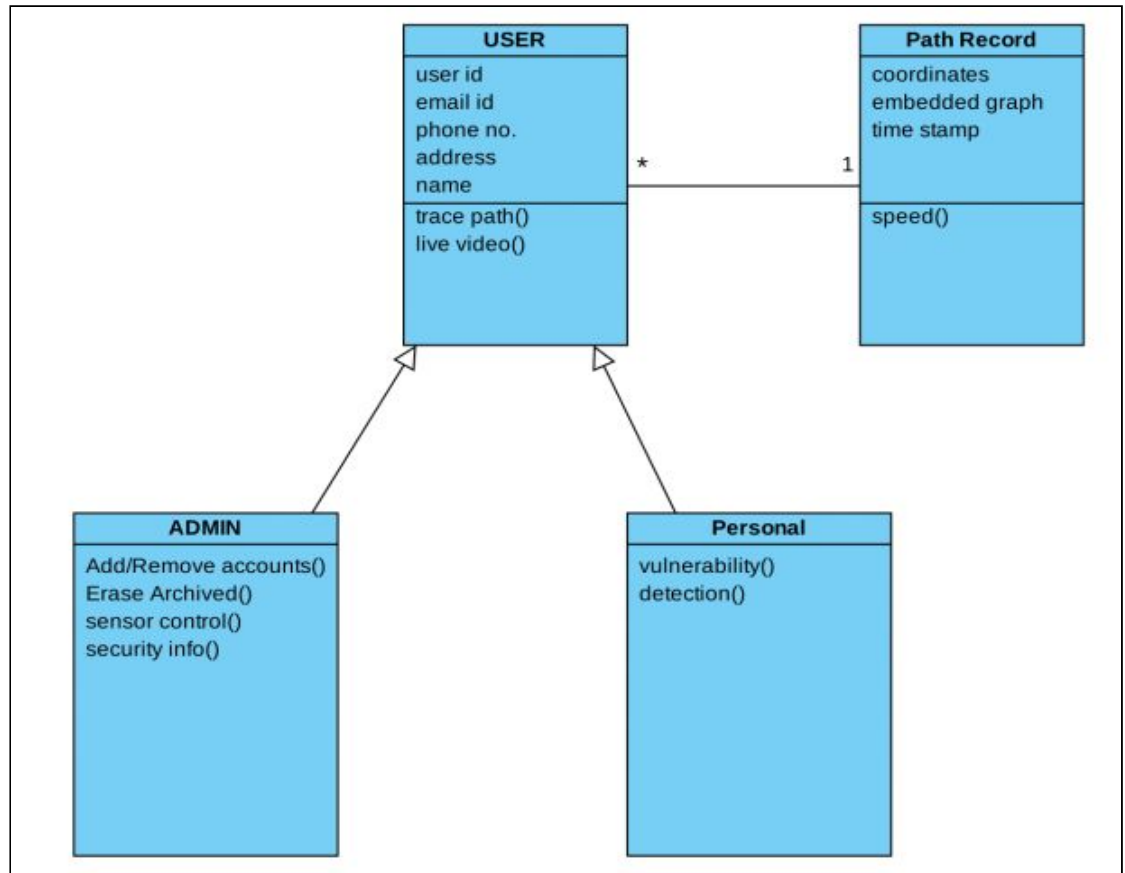 USER
user id
email id
phone no.
address
name
trace path()
live video()
*
1
Path Record
coordinates
embedded graph
time stamp
speed()
ADMIN
Add/Remove accounts()
Erase Archived()
sensor control()
security info()
Personal
vulnerability()
detection()